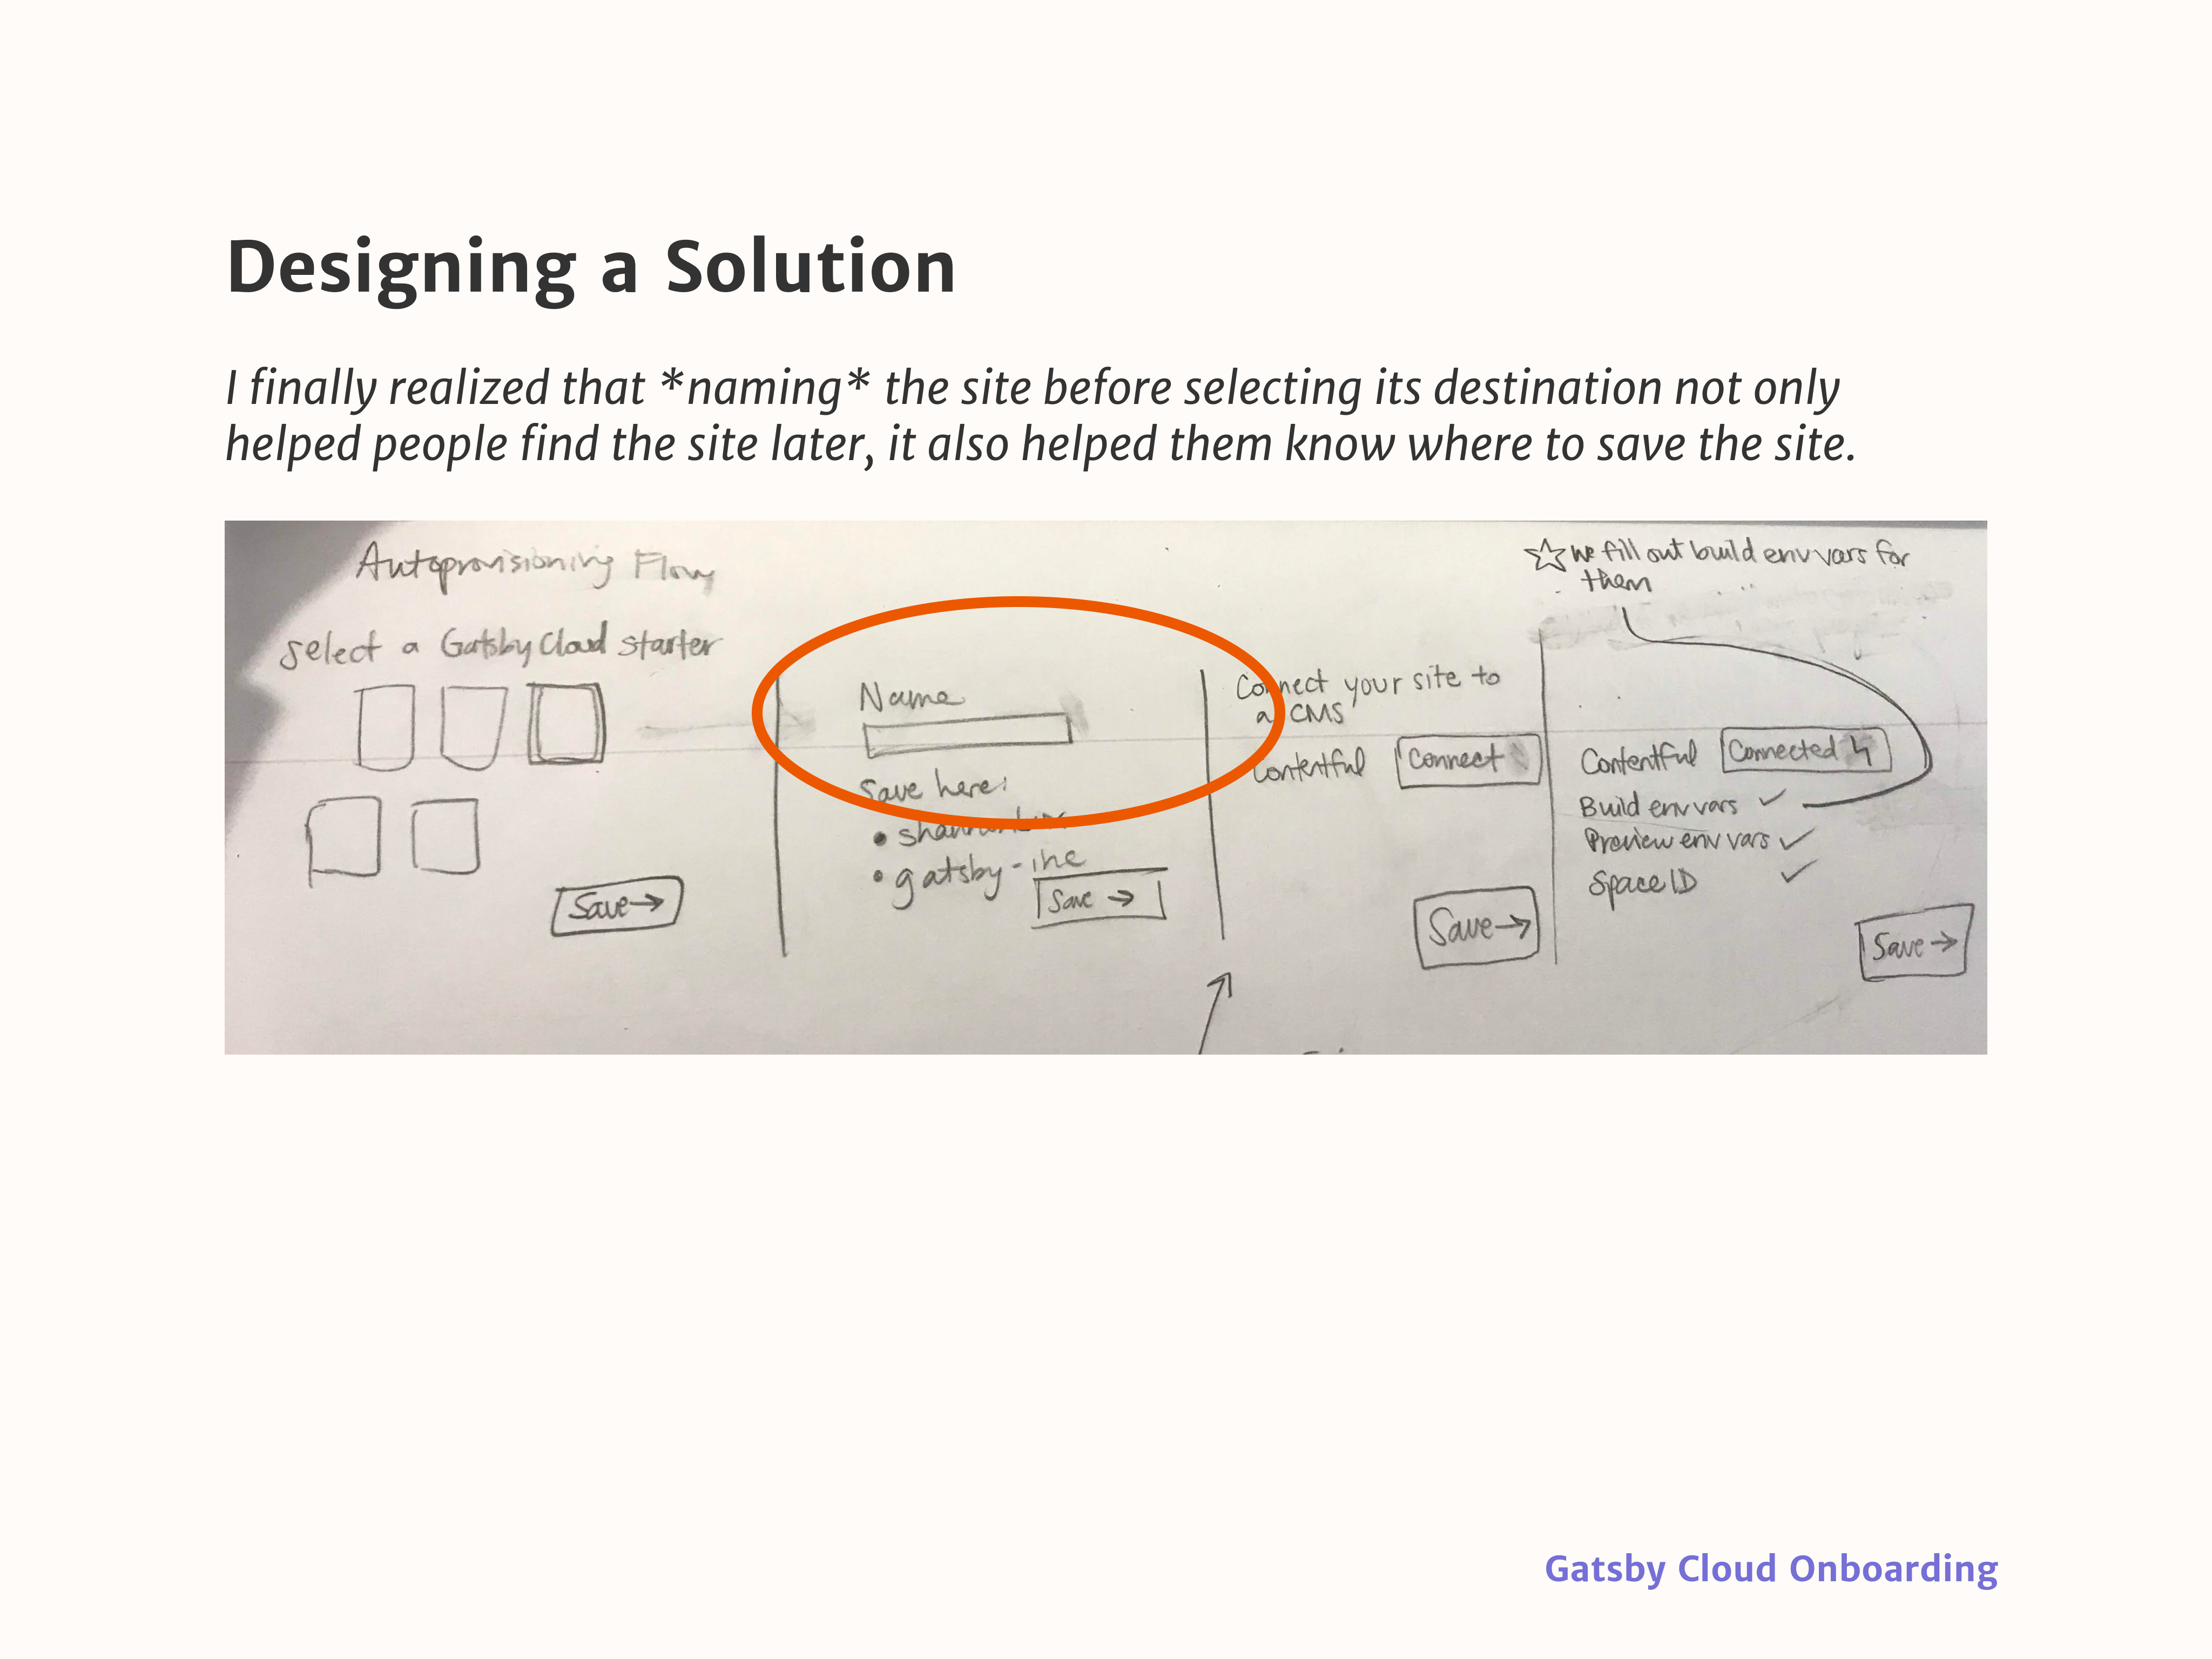 Designing a Solution
I finally realized that *naming* the site before selecting its destination not only
helped people find the site later, it also helped them know where to save the site.
Autoprovisioning Flow
Select a Gatsby Cloud starter
Save→
Name
Save here:
• gatsby-inc
Save →
Connect your site to
a CMS
Contentful Connect
Save→
☆ we fill out build env vars for
them
Contentful Connected
Build env vars ✓
Preview env vars ✓
Space ID ✓
Save →
Gatsby Cloud Onboarding